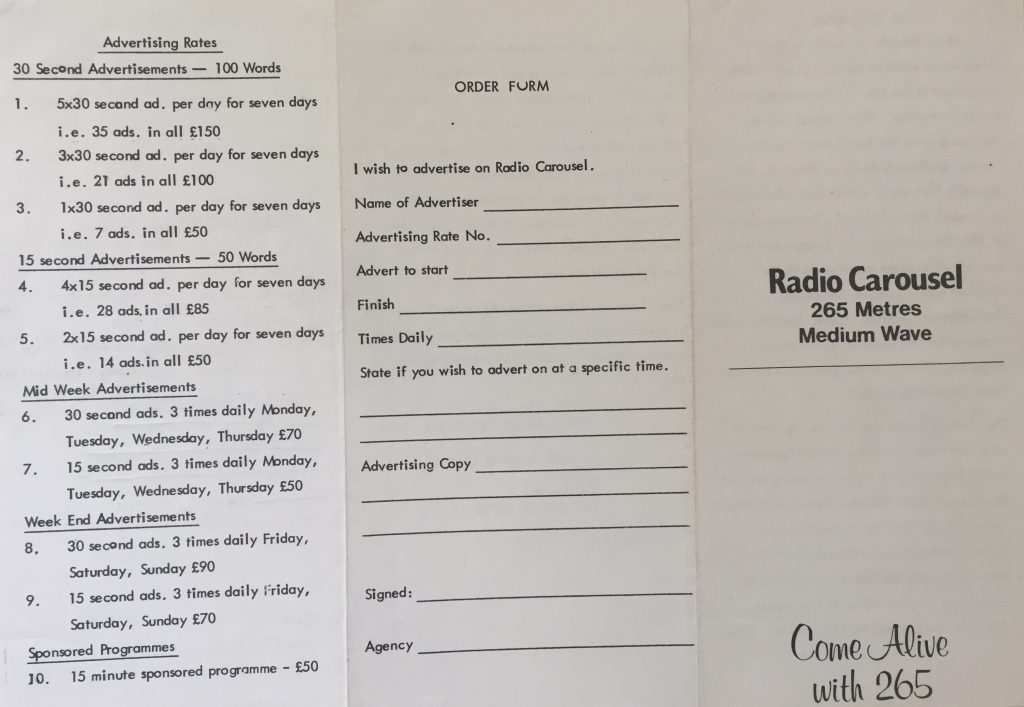 Advertising Rates
30 Second Advertisements — 100 Words
1. 5x30 second ad. per day for seven days
i.e. 35 ads. in all £150
2. 3x30 second ad. per day for seven days
i.e. 21 ads in all £100
3. 1x30 second ad. per day for seven days
i.e. 7 ads. in all £50
15 second Advertisements — 50 Words
4. 4x15 second ad. per day for seven days
i.e. 28 ads. in all £85
5. 2x15 second ad. per day for seven days
i.e. 14 ads. in all £50
Mid Week Advertisements
6. 30 second ads. 3 times daily Monday,
Tuesday, Wednesday, Thursday £70
7. 15 second ads. 3 times daily Monday,
Tuesday, Wednesday, Thursday £50
Week End Advertisements
8. 30 second ads. 3 times daily Friday,
Saturday, Sunday £90
9. 15 second ads. 3 times daily Friday,
Saturday, Sunday £70
Sponsored Programmes
10. 15 minute sponsored programme - £50
ORDER FORM
I wish to advertise on Radio Carousel.
Name of Advertiser
Advertising Rate No.
Advert to start
Finish
Times Daily
State if you wish to advert on at a specific time.
Advertising Copy
Signed:
Agency
Radio Carousel
265 Metres
Medium Wave
Come Alive
with 265